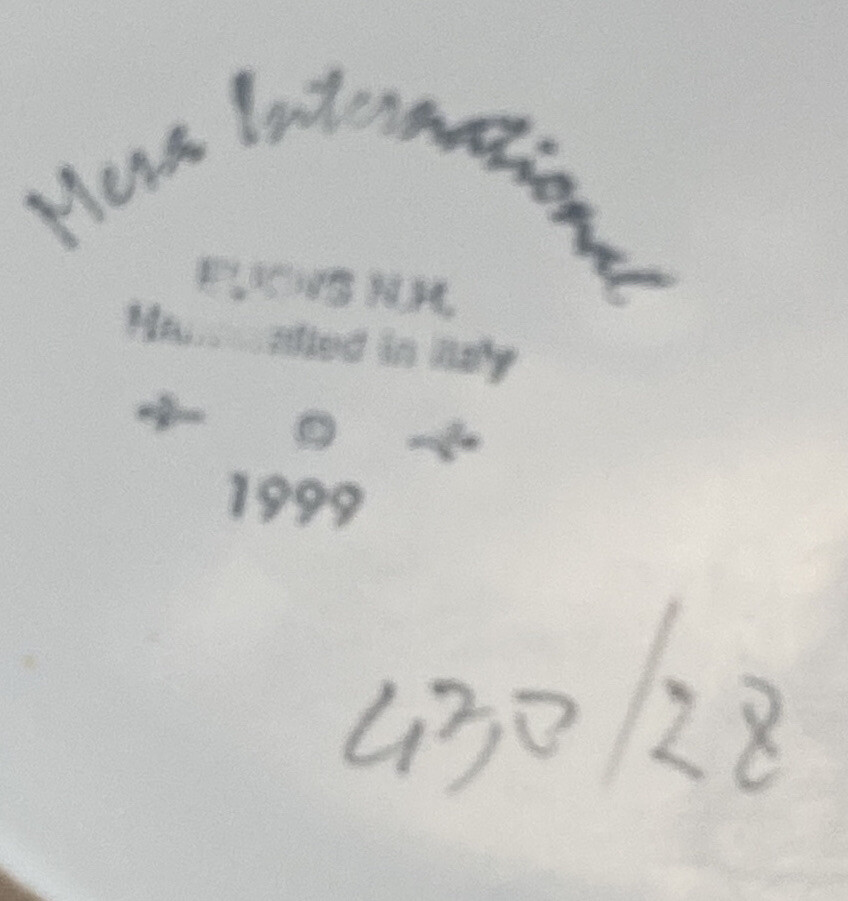 Mesa International
N.H.
in Italy
1999
430/28